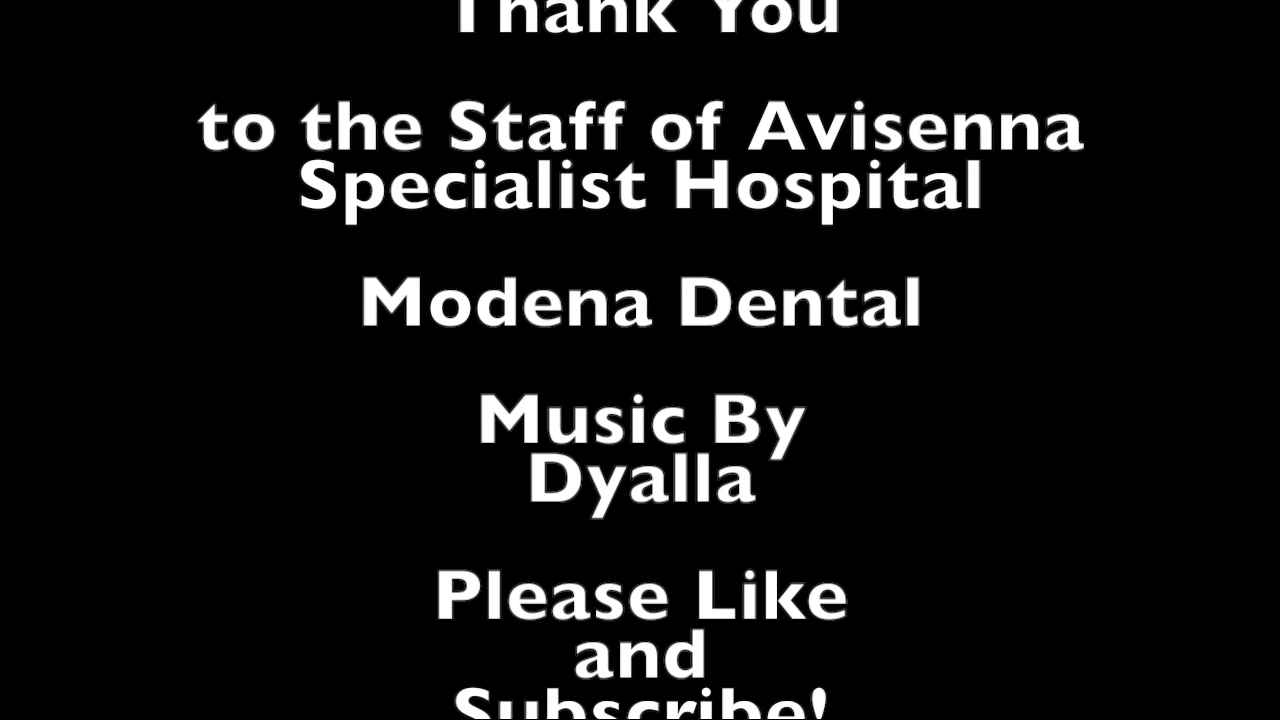 Thank You
to the Staff of Avisenna
Specialist Hospital
Modena Dental
Music By
Dyalla
Please Like
and
Subscribe!